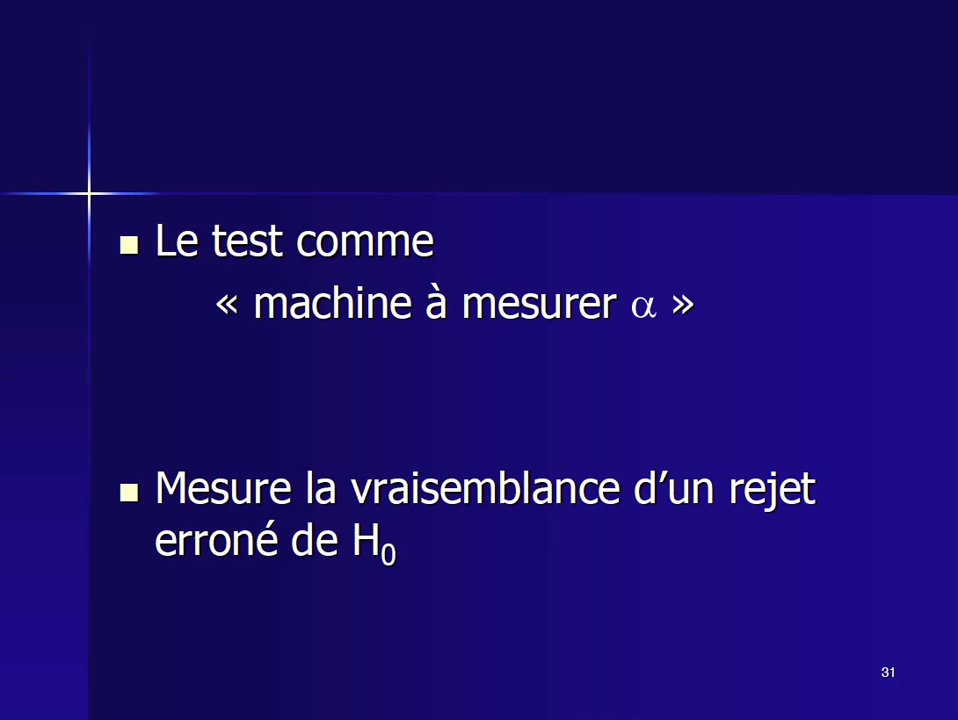 Le test comme
« machine à mesurer α »
Mesure la vraisemblance d’un rejet
erroné de H₀
31